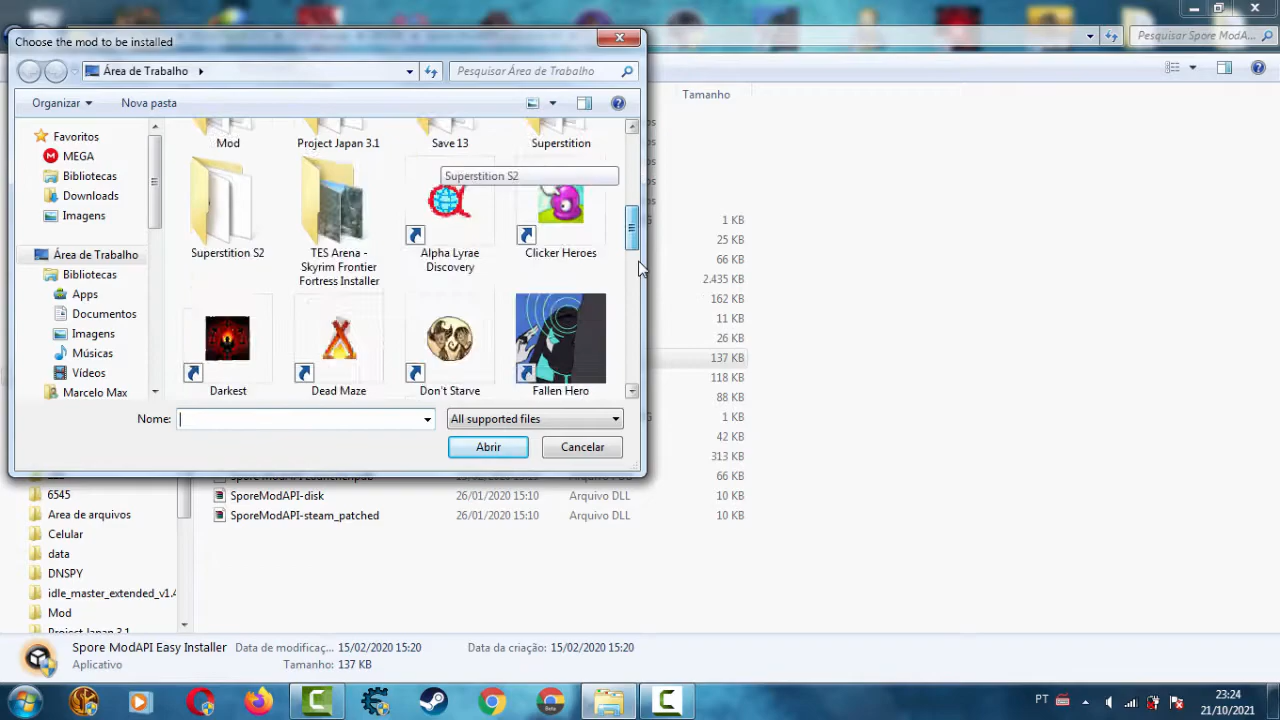 Choose the mod to be installed
Pesquisar Spore ModA...
Área de Trabalho
Pesquisar Área de Trabalho
Organizar
Nova pasta
Tamanho
Favoritos
MEGA
Bibteotecas
Downloads
Imagens
Área de Trabalho
Bibliotecas
Apps
Documentos
Imagens
Músicas
Vídeos
Marcelo Max
Mod
Project Japan 3.1
Save 13
Superstition
Superstition S2
Superstition S2
TES Arena -
Skyrim Frontier
Fortress Installer
Alpha Lyrae
Discovery
Clicker Heroes
Darkest
Dead Maze
Don't Starve
Fallen Hero
1 KB
25 KB
66 KB
2.435 KB
162 KB
11 KB
26 KB
137 KB
118 KB
88 KB
1 KB
42 KB
313 KB
66 KB
Nome:
All supported files
Abrir
Cancelar
SporeModAPI-disk
26/01/2020 15:10
Arquivo DLL
10 KB
SporeModAPI-steam_patched
26/01/2020 15:10
Arquivo DLL
10 KB
6545
Area de arquivos
Celular
data
DNSPY
idle_master_extended_v1.4
Mod
Spore ModAPI Easy Installer
Data de modificaç...
15/02/2020 15:20
Data da criação:
15/02/2020 15:20
Aplicativo
Tamanho:
137 KB
PT
23:24
21/10/2021